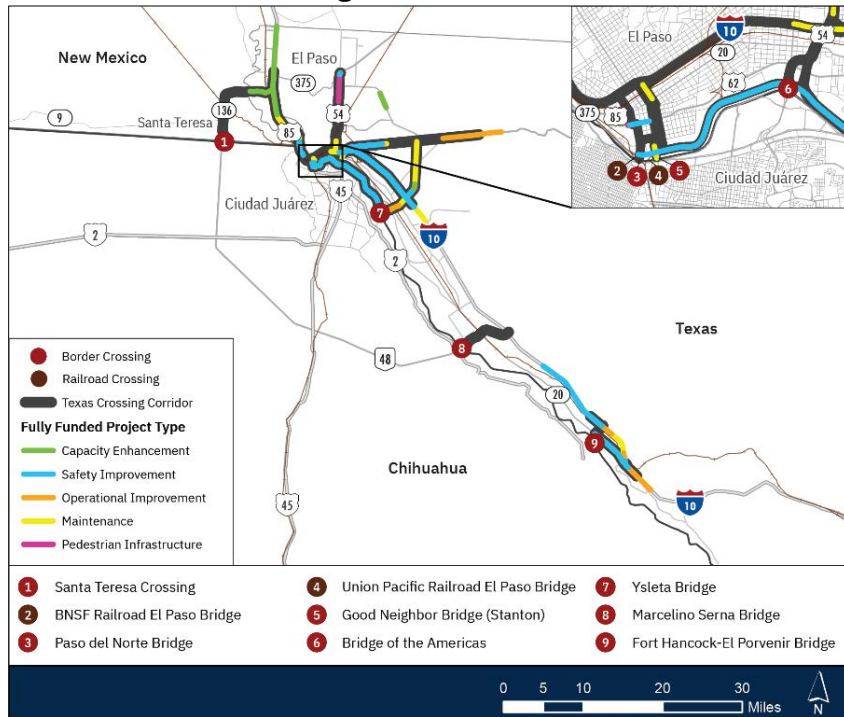 New Mexico
El Paso
375
136
54
9
Santa Teresa
85
1
Ciudad Juárez
45
7
2
10
2
Texas
8
48
20
9
Chihuahua
10
45
El Paso
10
20
54
62
6
375
85
2
3
4
5
Ciudad Juárez
Border Crossing
Railroad Crossing
Texas Crossing Corridor
Fully Funded Project Type
Capacity Enhancement
Safety Improvement
Operational Improvement
Maintenance
Pedestrian Infrastructure
1 Santa Teresa Crossing
2 BNSF Railroad El Paso Bridge
3 Paso del Norte Bridge
4 Union Pacific Railroad El Paso Bridge
5 Good Neighbor Bridge (Stanton)
6 Bridge of the Americas
7 Ysleta Bridge
8 Marcelino Serna Bridge
9 Fort Hancock-El Porvenir Bridge
0 5 10 20 30
Miles
N